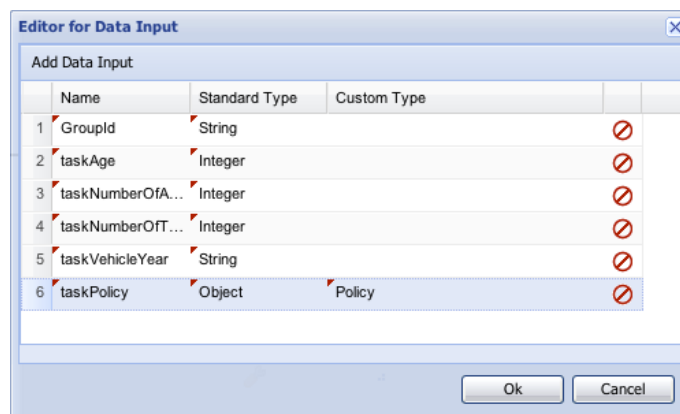 Editor for Data Input
Add Data Input
Name Standard Type Custom Type
1 GroupId String
2 taskAge Integer
3 taskNumberOfA... Integer
4 taskNumberOfT... Integer
5 taskVehicleYear String
6 taskPolicy Object Policy
Ok Cancel